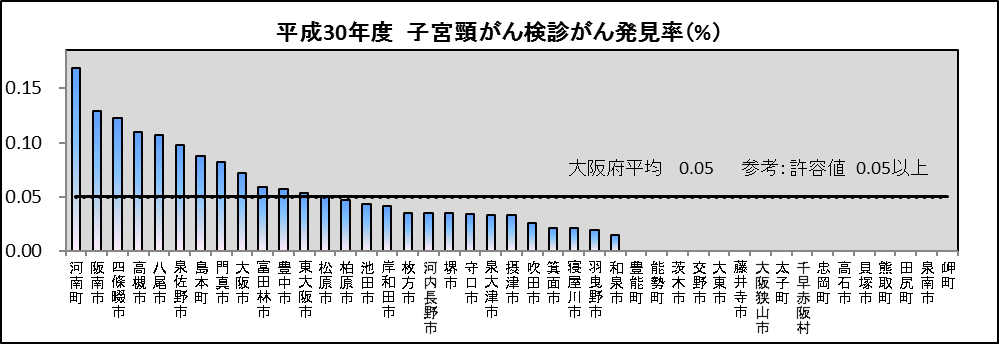 平成30年度　子宮頸がん検診がん発見率(%)
0.15
0.10
0.05
0.00
大阪府平均　0.05　参考：許容値　0.05以上
河南町
阪南市
四條畷市
高槻市
八尾市
泉佐野市
島本町
門真市
大阪市
富田林市
豊中市
東大阪市
松原市
柏原市
池田市
岸和田市
枚方市
河内長野市
堺市
守口市
泉大津市
摂津市
吹田市
箕面市
寝屋川市
羽曳野市
和泉市
豊能町
能勢町
茨木市
交野市
大東市
藤井寺市
大阪狭山市
太子町
千早赤阪村
忠岡町
高石市
貝塚市
熊取町
田尻町
泉南市
岬町